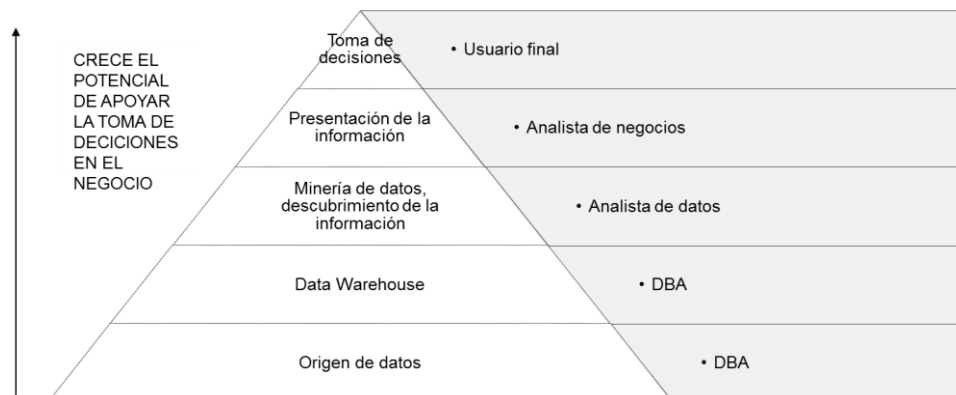 CRECE EL
POTENCIAL
DE APOYAR
LA TOMA DE
DECICIONES
EN EL
NEGOCIO
Toma de
decisiones
• Usuario final
Presentación de la
información
• Analista de negocios
Minería de datos,
descubrimiento de la
información
• Analista de datos
Data Warehouse
• DBA
Origen de datos
• DBA